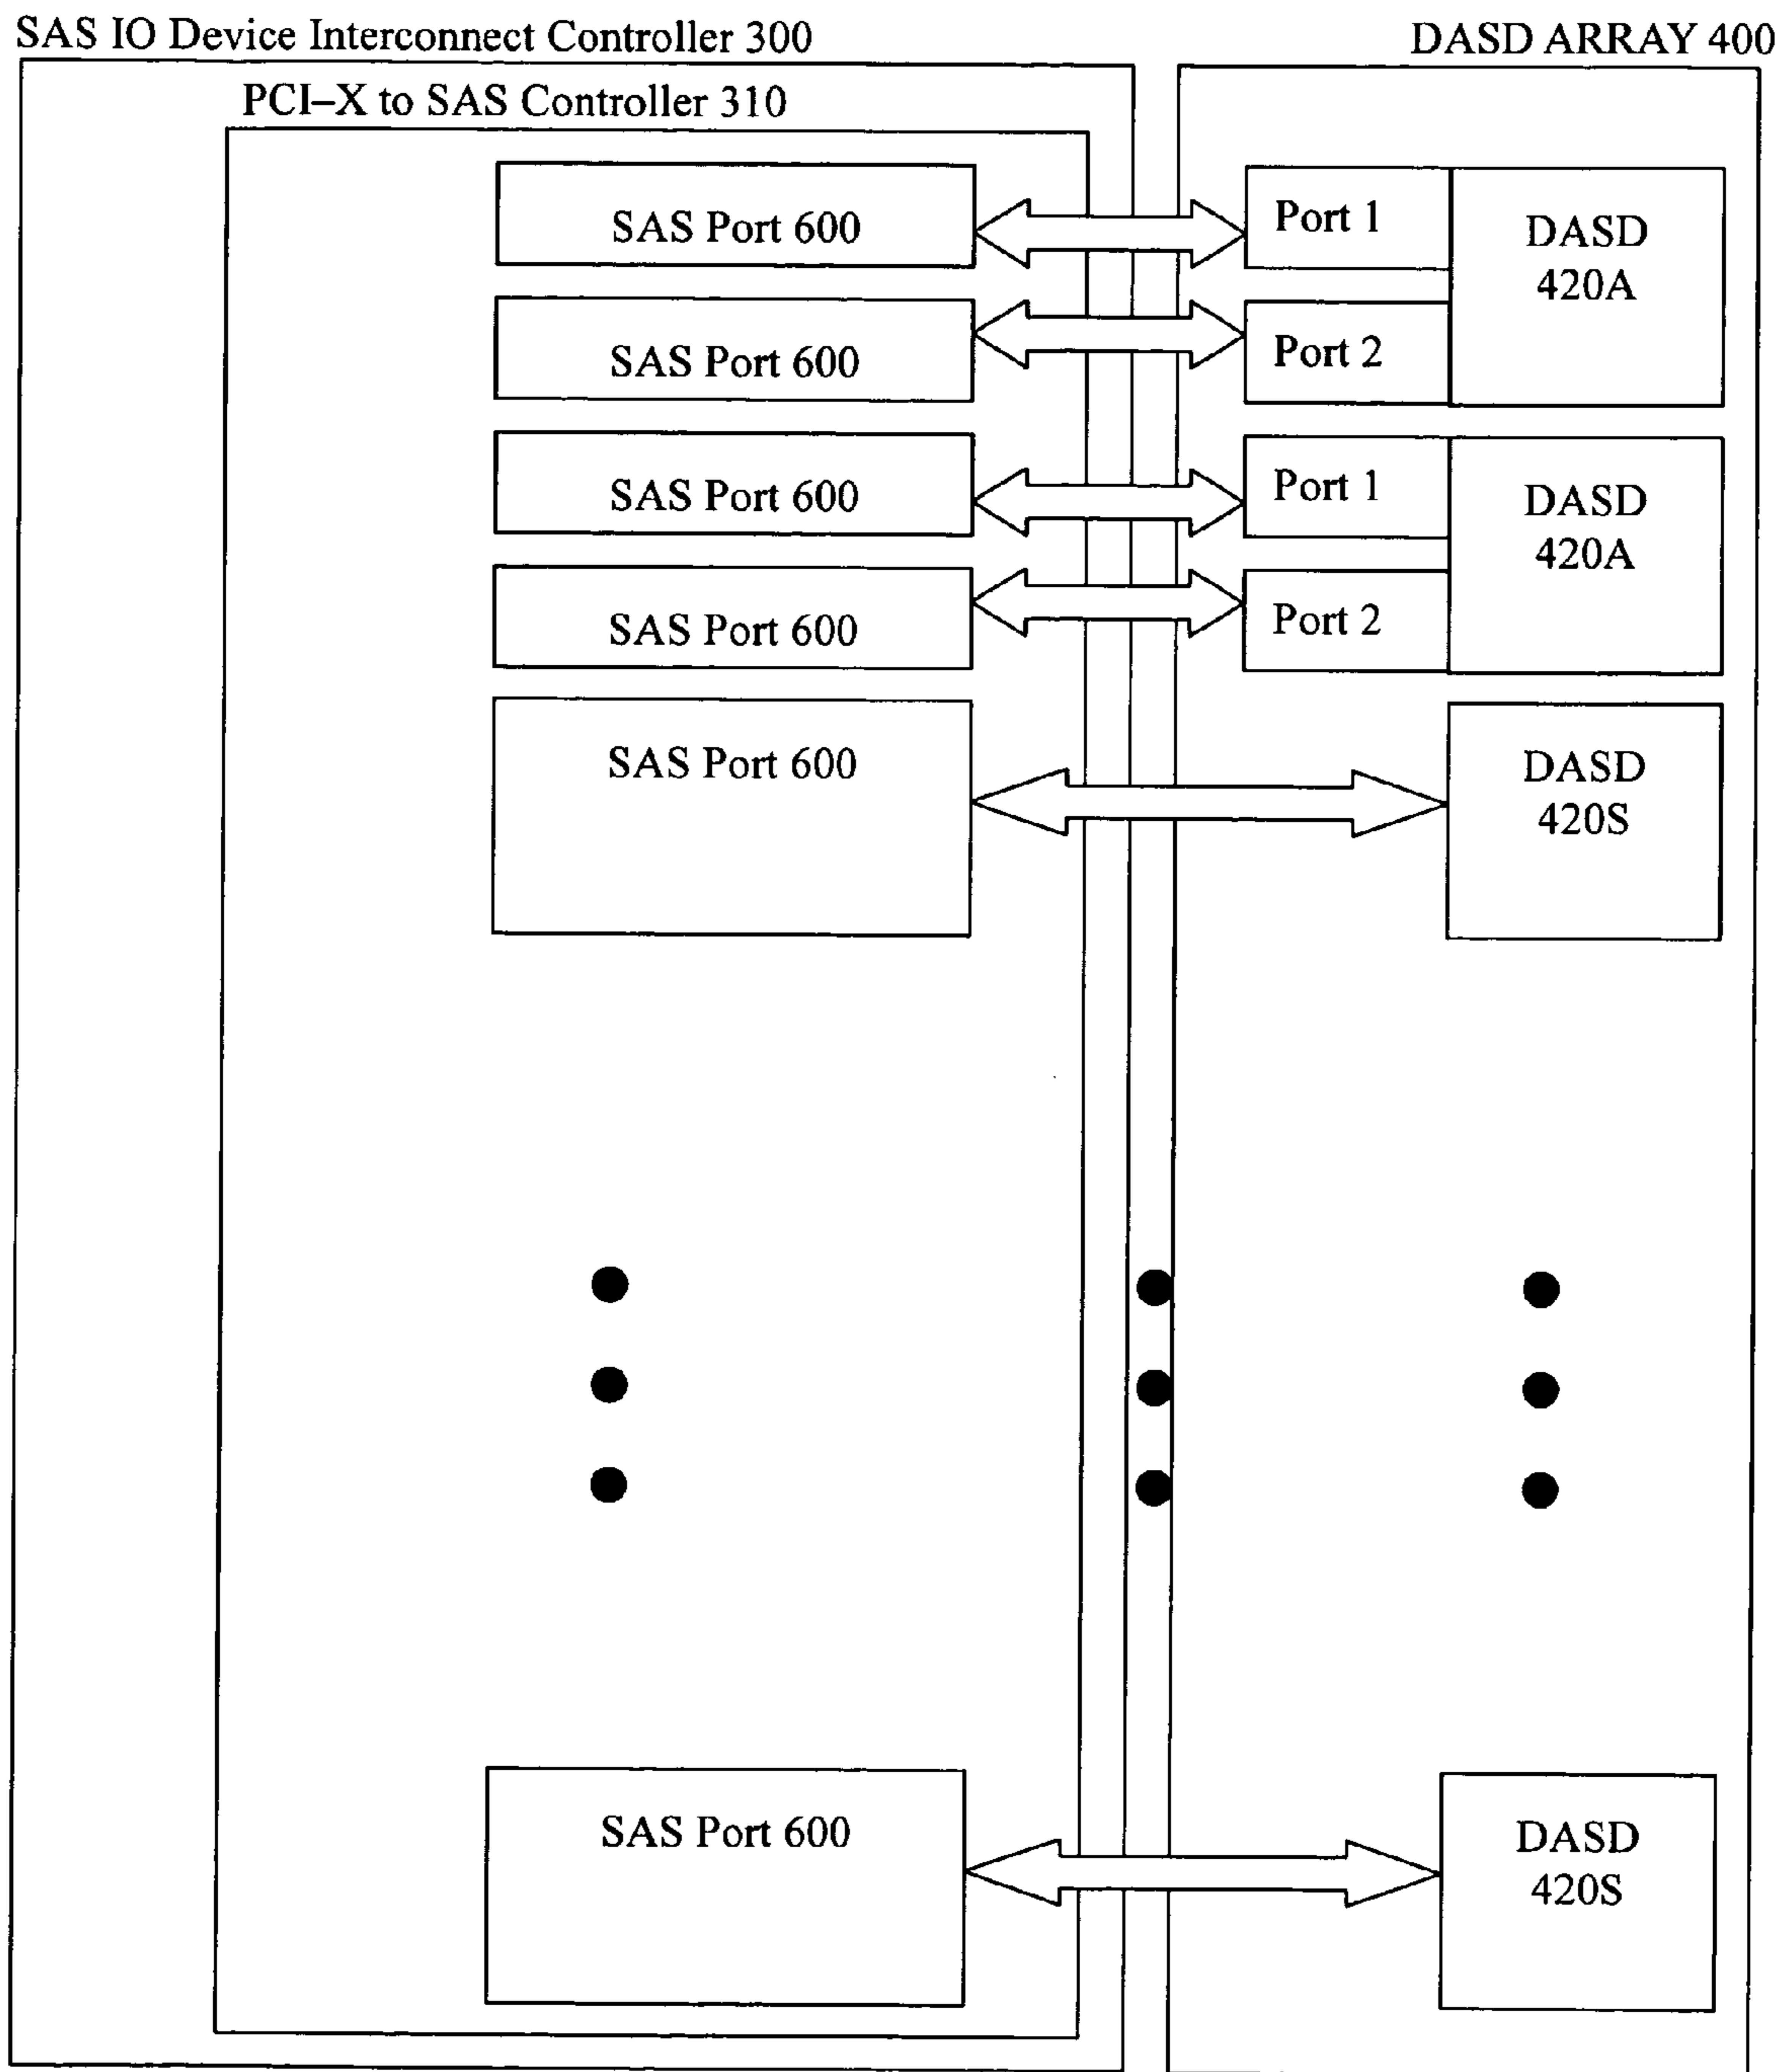 SAS IO Device Interconnect Controller 300
DASD ARRAY 400
PCI–X to SAS Controller 310
SAS Port 600
Port 1
DASD
420A
SAS Port 600
Port 2
SAS Port 600
Port 1
DASD
420A
SAS Port 600
Port 2
SAS Port 600
DASD
420S
SAS Port 600
DASD
420S